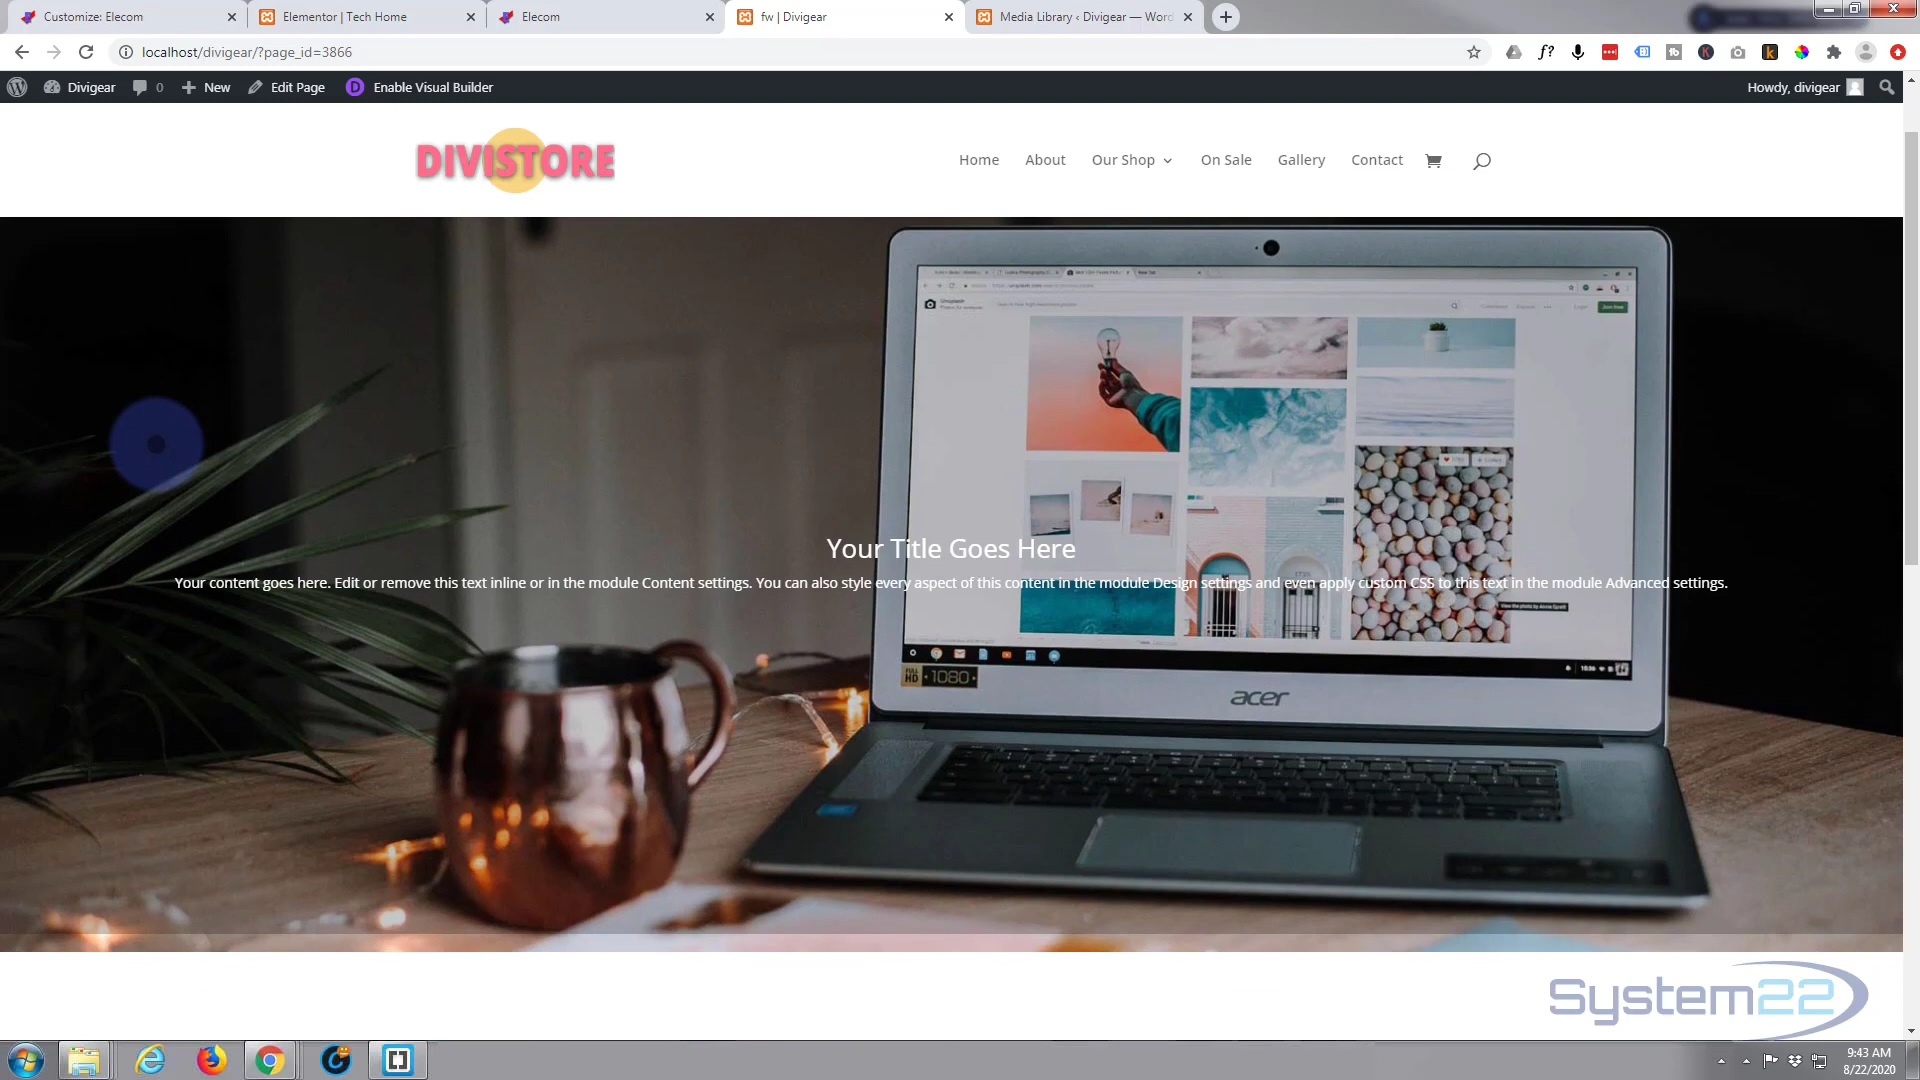 Customize: Elecom
Elementor | Tech Home
Elecom
fw | Divigear
Media Library ‹ Divigear — Word
localhost/divigear/?page_id=3866
Divigear
0
New
Edit Page
Enable Visual Builder
Howdy, divigear
DIVISTORE
Home
About
Our Shop
On Sale
Gallery
Contact
Unsplash
Your Title Goes Here
Your content goes here. Edit or remove this text inline or in the module Content settings. You can also style every aspect of this content in the module Design settings and even apply custom CSS to this text in the module Advanced settings.
FULL HD 1080
acer
System22
9:43 AM
8/22/2020